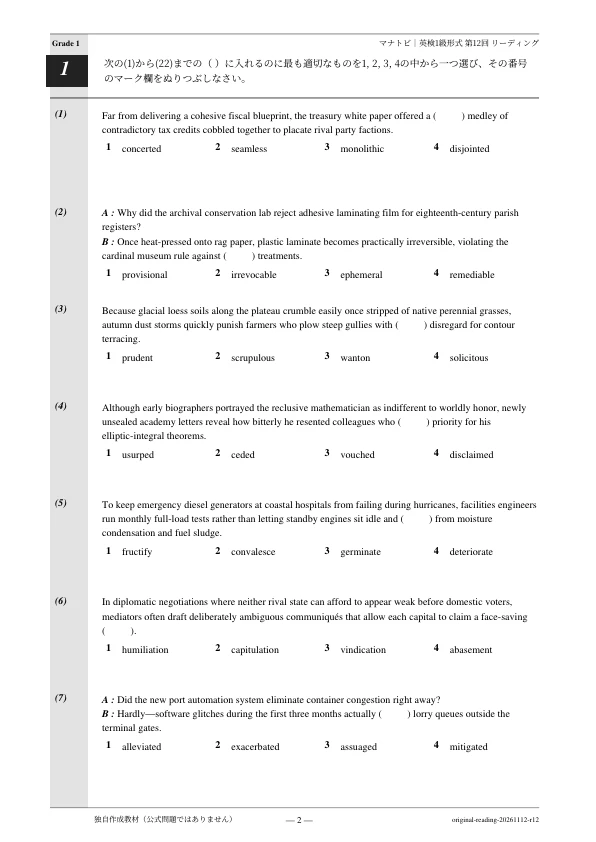 Grade 1
マナトビ｜英検1級形式 第12回 リーディング
1
次の(1)から(22)までの（ ）に入れるのに最も適切なものを1, 2, 3, 4の中から一つ選び、その番号
のマーク欄をぬりつぶしなさい。
(1)
Far from delivering a cohesive fiscal blueprint, the treasury white paper offered a ( ) medley of
contradictory tax credits cobbled together to placate rival party factions.
1 concerted 2 seamless 3 monolithic 4 disjointed
(2)
A : Why did the archival conservation lab reject adhesive laminating film for eighteenth-century parish
registers?
B : Once heat-pressed onto rag paper, plastic laminate becomes practically irreversible, violating the
cardinal museum rule against ( ) treatments.
1 provisional 2 irrevocable 3 ephemeral 4 remediable
(3)
Because glacial loess soils along the plateau crumble easily once stripped of native perennial grasses,
autumn dust storms quickly punish farmers who plow steep gullies with ( ) disregard for contour
terracing.
1 prudent 2 scrupulous 3 wanton 4 solicitous
(4)
Although early biographers portrayed the reclusive mathematician as indifferent to worldly honor, newly
unsealed academy letters reveal how bitterly he resented colleagues who ( ) priority for his
elliptic-integral theorems.
1 usurped 2 ceded 3 vouched 4 disclaimed
(5)
To keep emergency diesel generators at coastal hospitals from failing during hurricanes, facilities engineers
run monthly full-load tests rather than letting standby engines sit idle and ( ) from moisture
condensation and fuel sludge.
1 fructify 2 convalesce 3 germinate 4 deteriorate
(6)
In diplomatic negotiations where neither rival state can afford to appear weak before domestic voters,
mediators often draft deliberately ambiguous communiqués that allow each capital to claim a face-saving
( ).
1 humiliation 2 capitulation 3 vindication 4 abasement
(7)
A : Did the new port automation system eliminate container congestion right away?
B : Hardly—software glitches during the first three months actually ( ) lorry queues outside the
terminal gates.
1 alleviated 2 exacerbated 3 assuaged 4 mitigated
独自作成教材（公式問題ではありません）
— 2 —
original-reading-20261112-r12